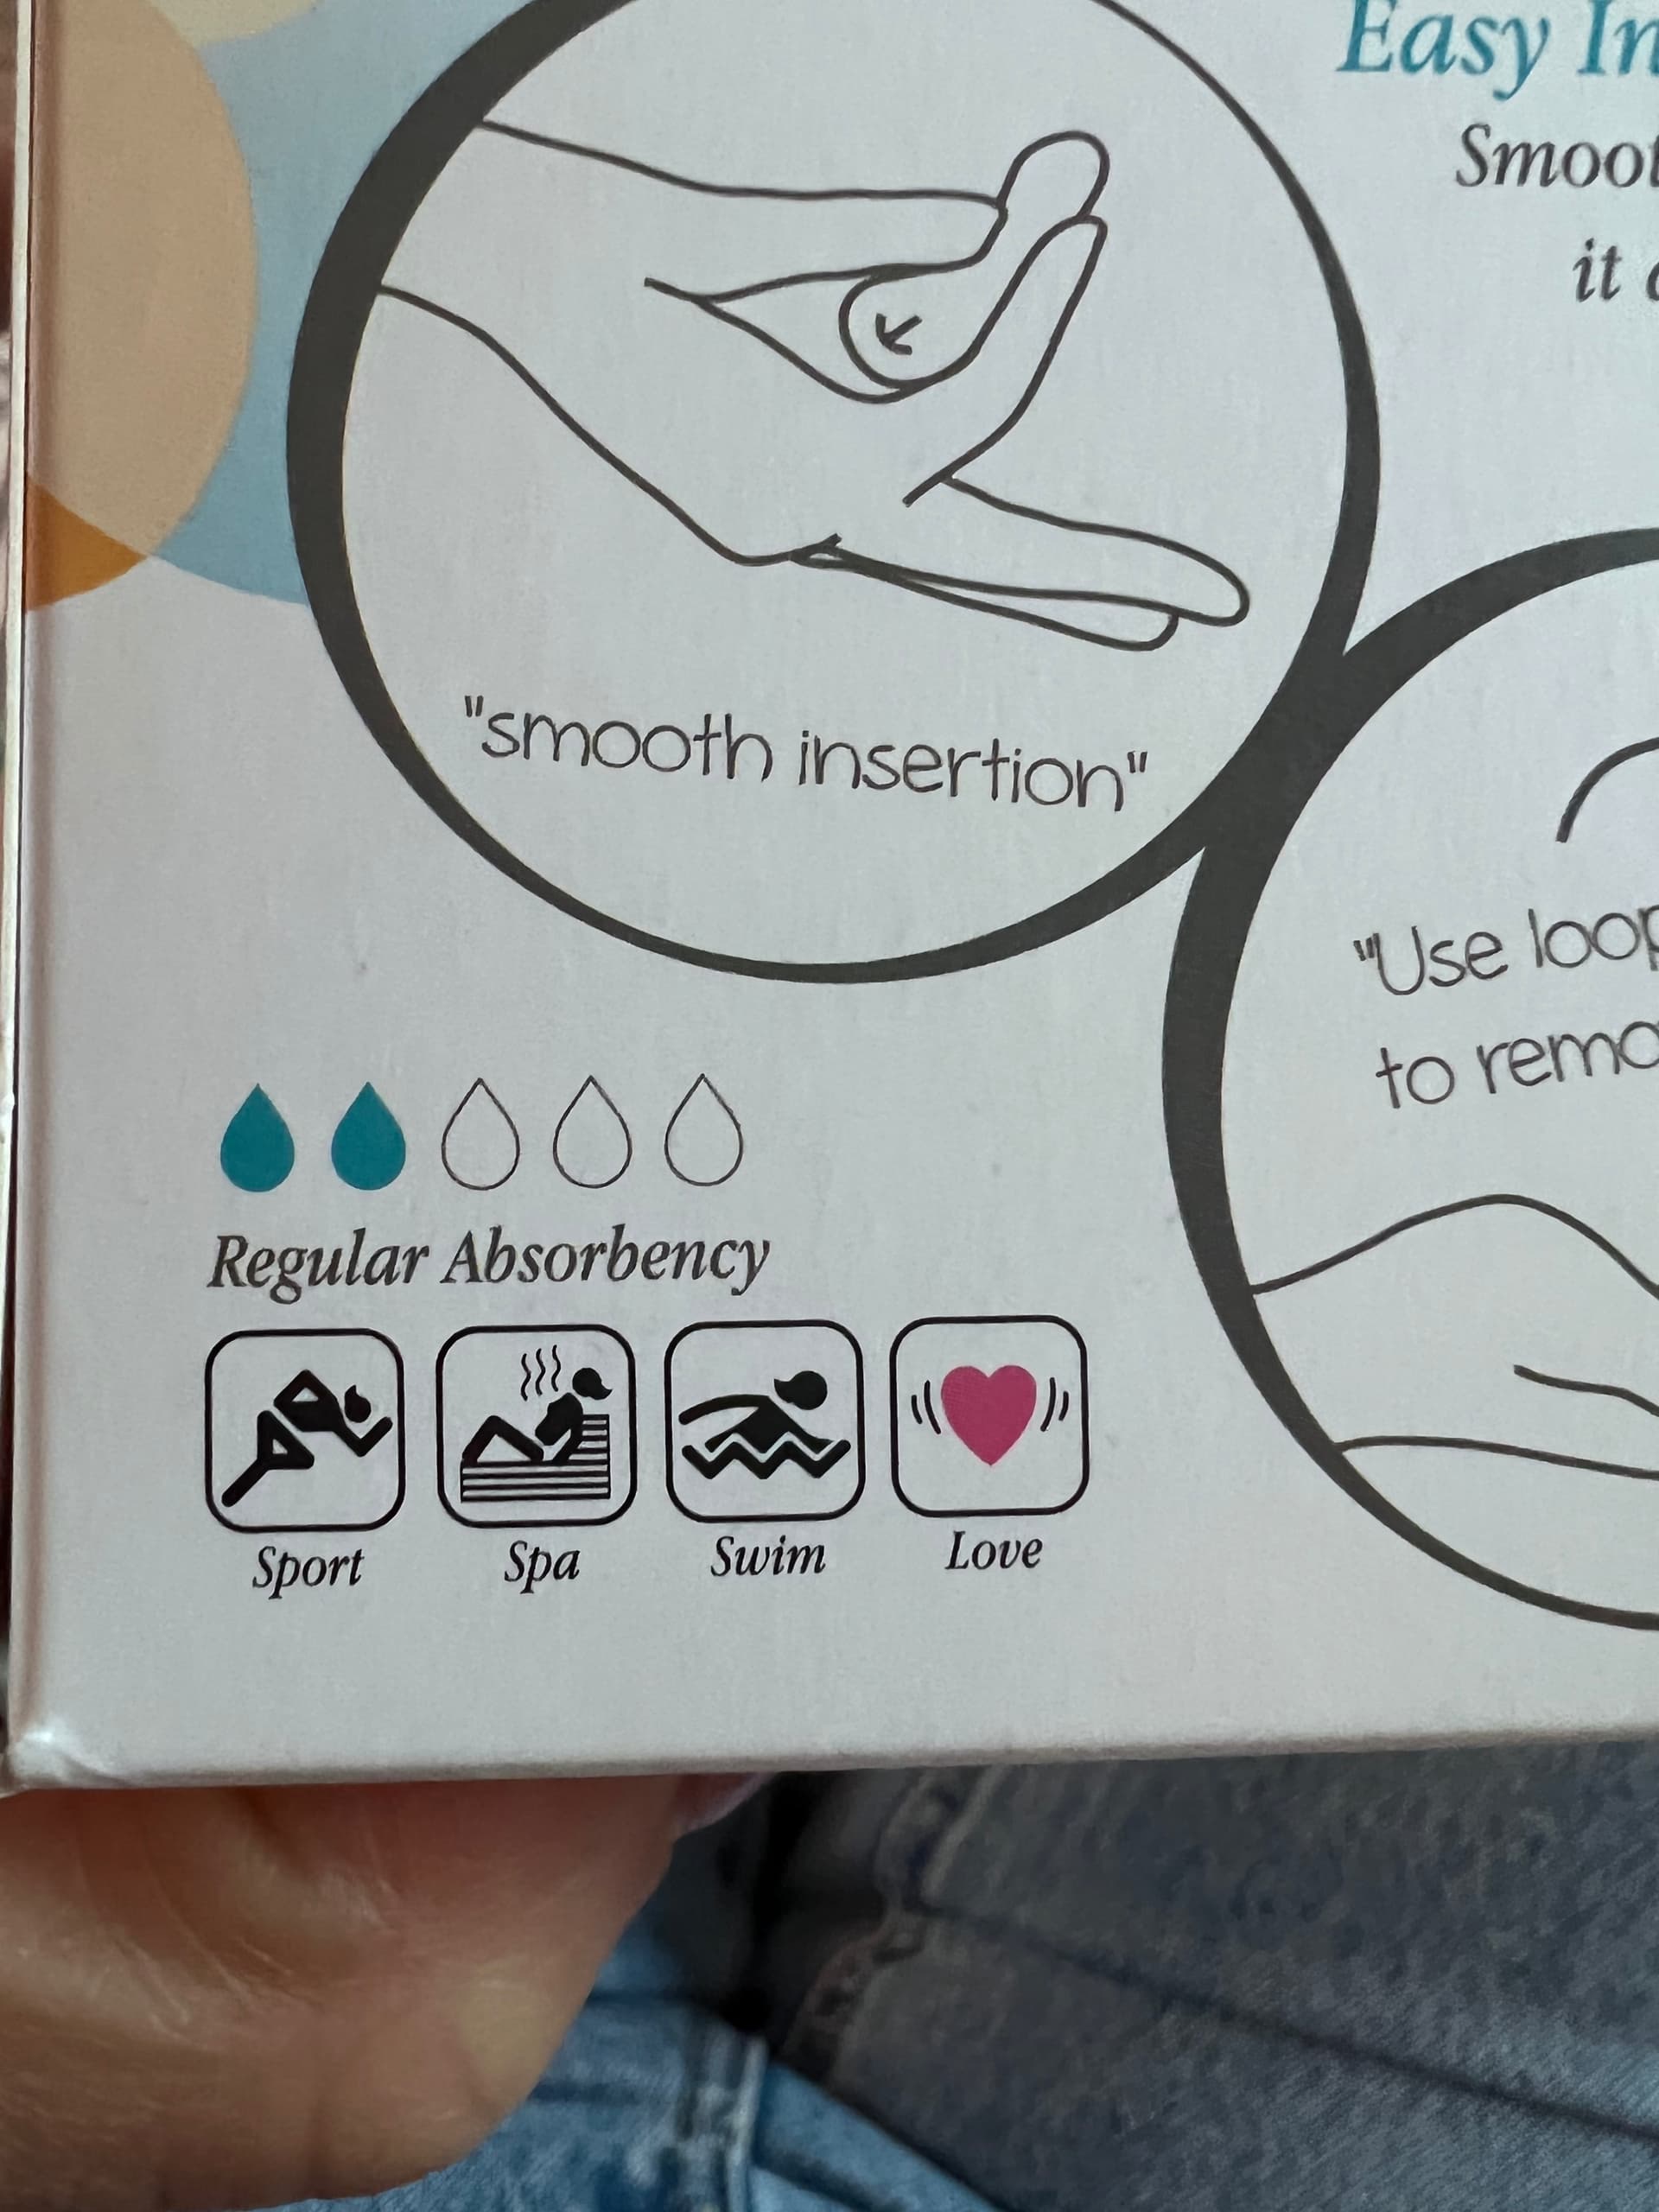 Easy In
Smoot
it
"smooth insertion"
"Use loop
to remo
Regular Absorbency
Sport Spa Swim Love